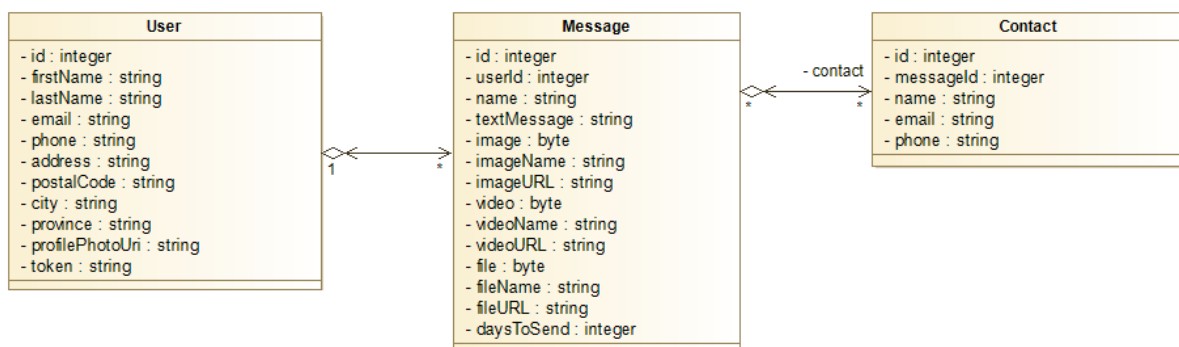 User
- id : integer
- firstName : string
- lastName : string
- email : string
- phone : string
- address : string
- postalCode : string
- city : string
- province : string
- profilePhotoUri : string
- token : string
1
*
Message
- id : integer
- userId : integer
- name : string
- textMessage : string
- image : byte
- imageName : string
- imageURL : string
- video : byte
- videoName : string
- videoURL : string
- file : byte
- fileName : string
- fileURL : string
- daysToSend : integer
- contact
*
*
Contact
- id : integer
- messageId : integer
- name : string
- email : string
- phone : string